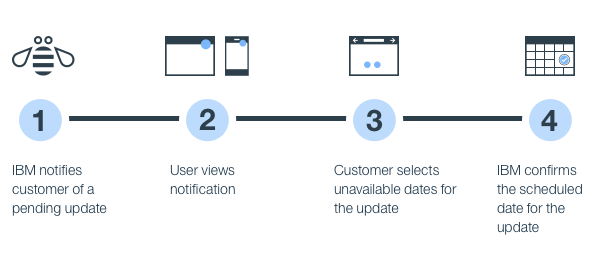 1
2
3
4
IBM notifies
customer of a
pending update
User views
notification
Customer selects
unavailable dates for
the update
IBM confirms
the scheduled
date for the
update